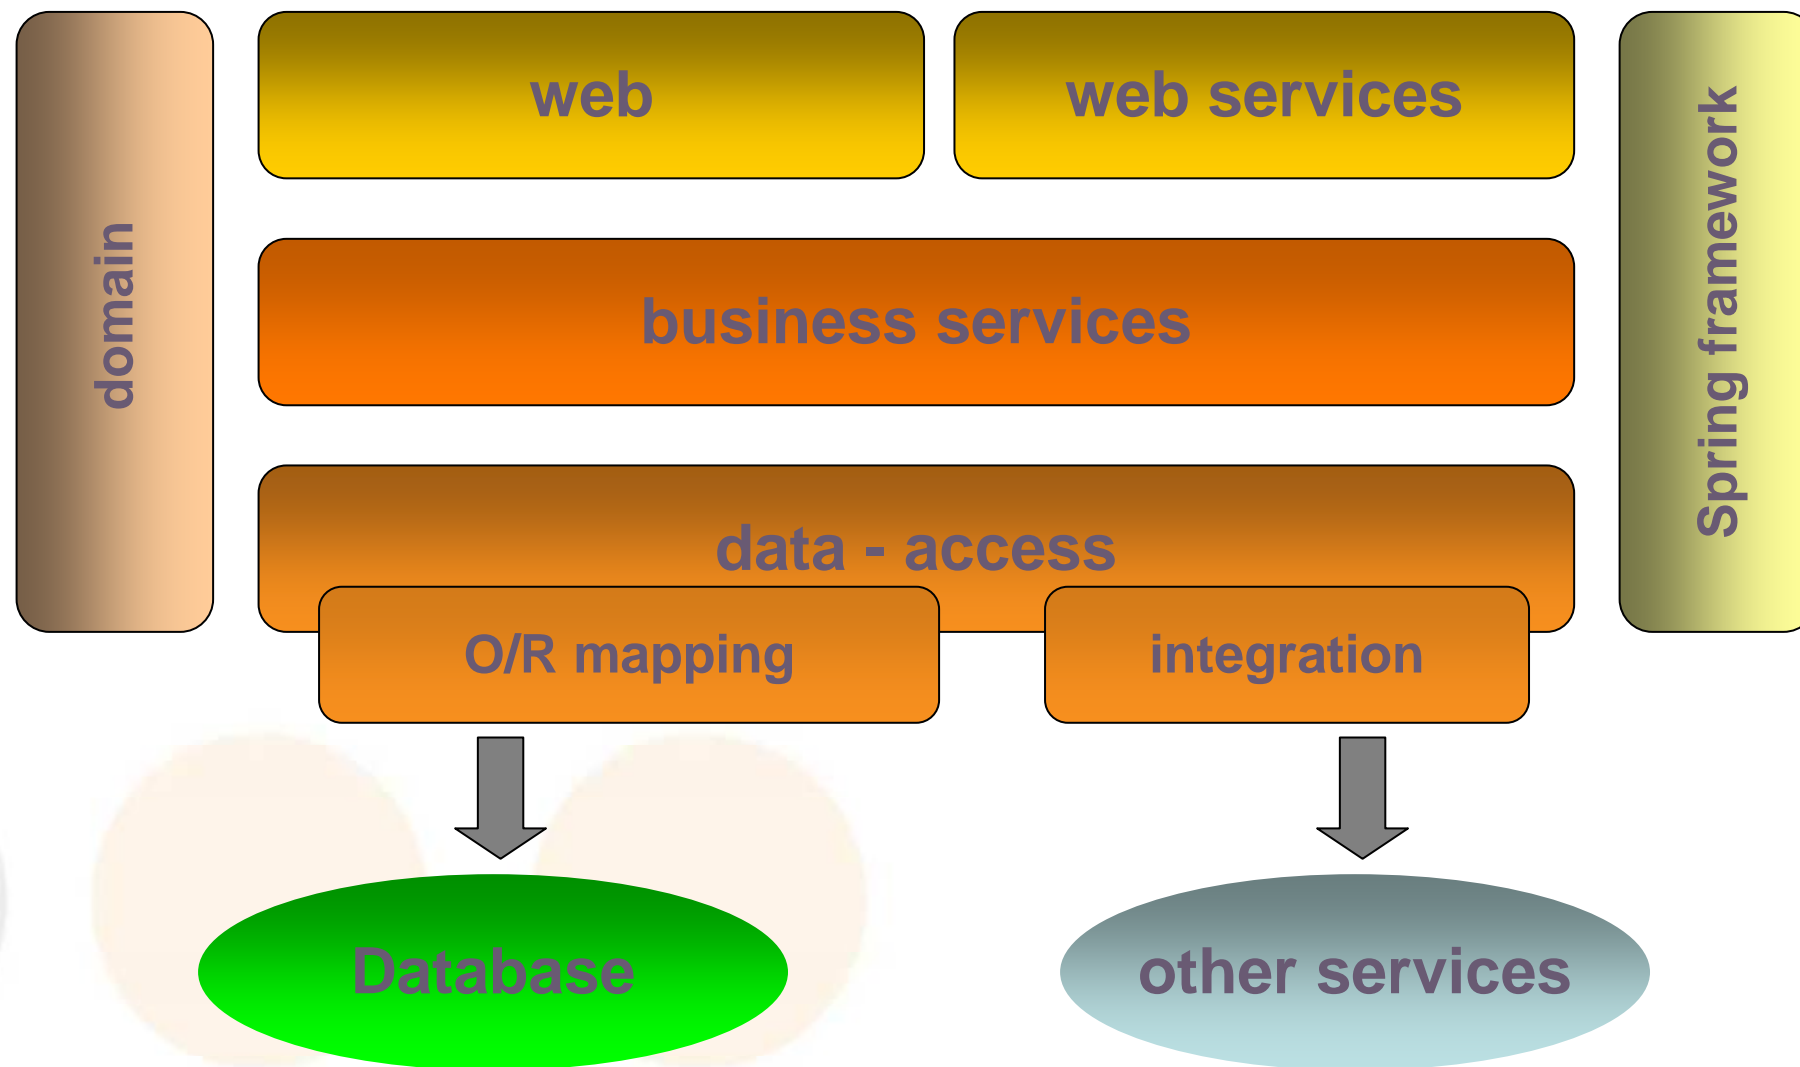 domain
web
web services
Spring framework
business services
data - access
O/R mapping
integration
Database
other services